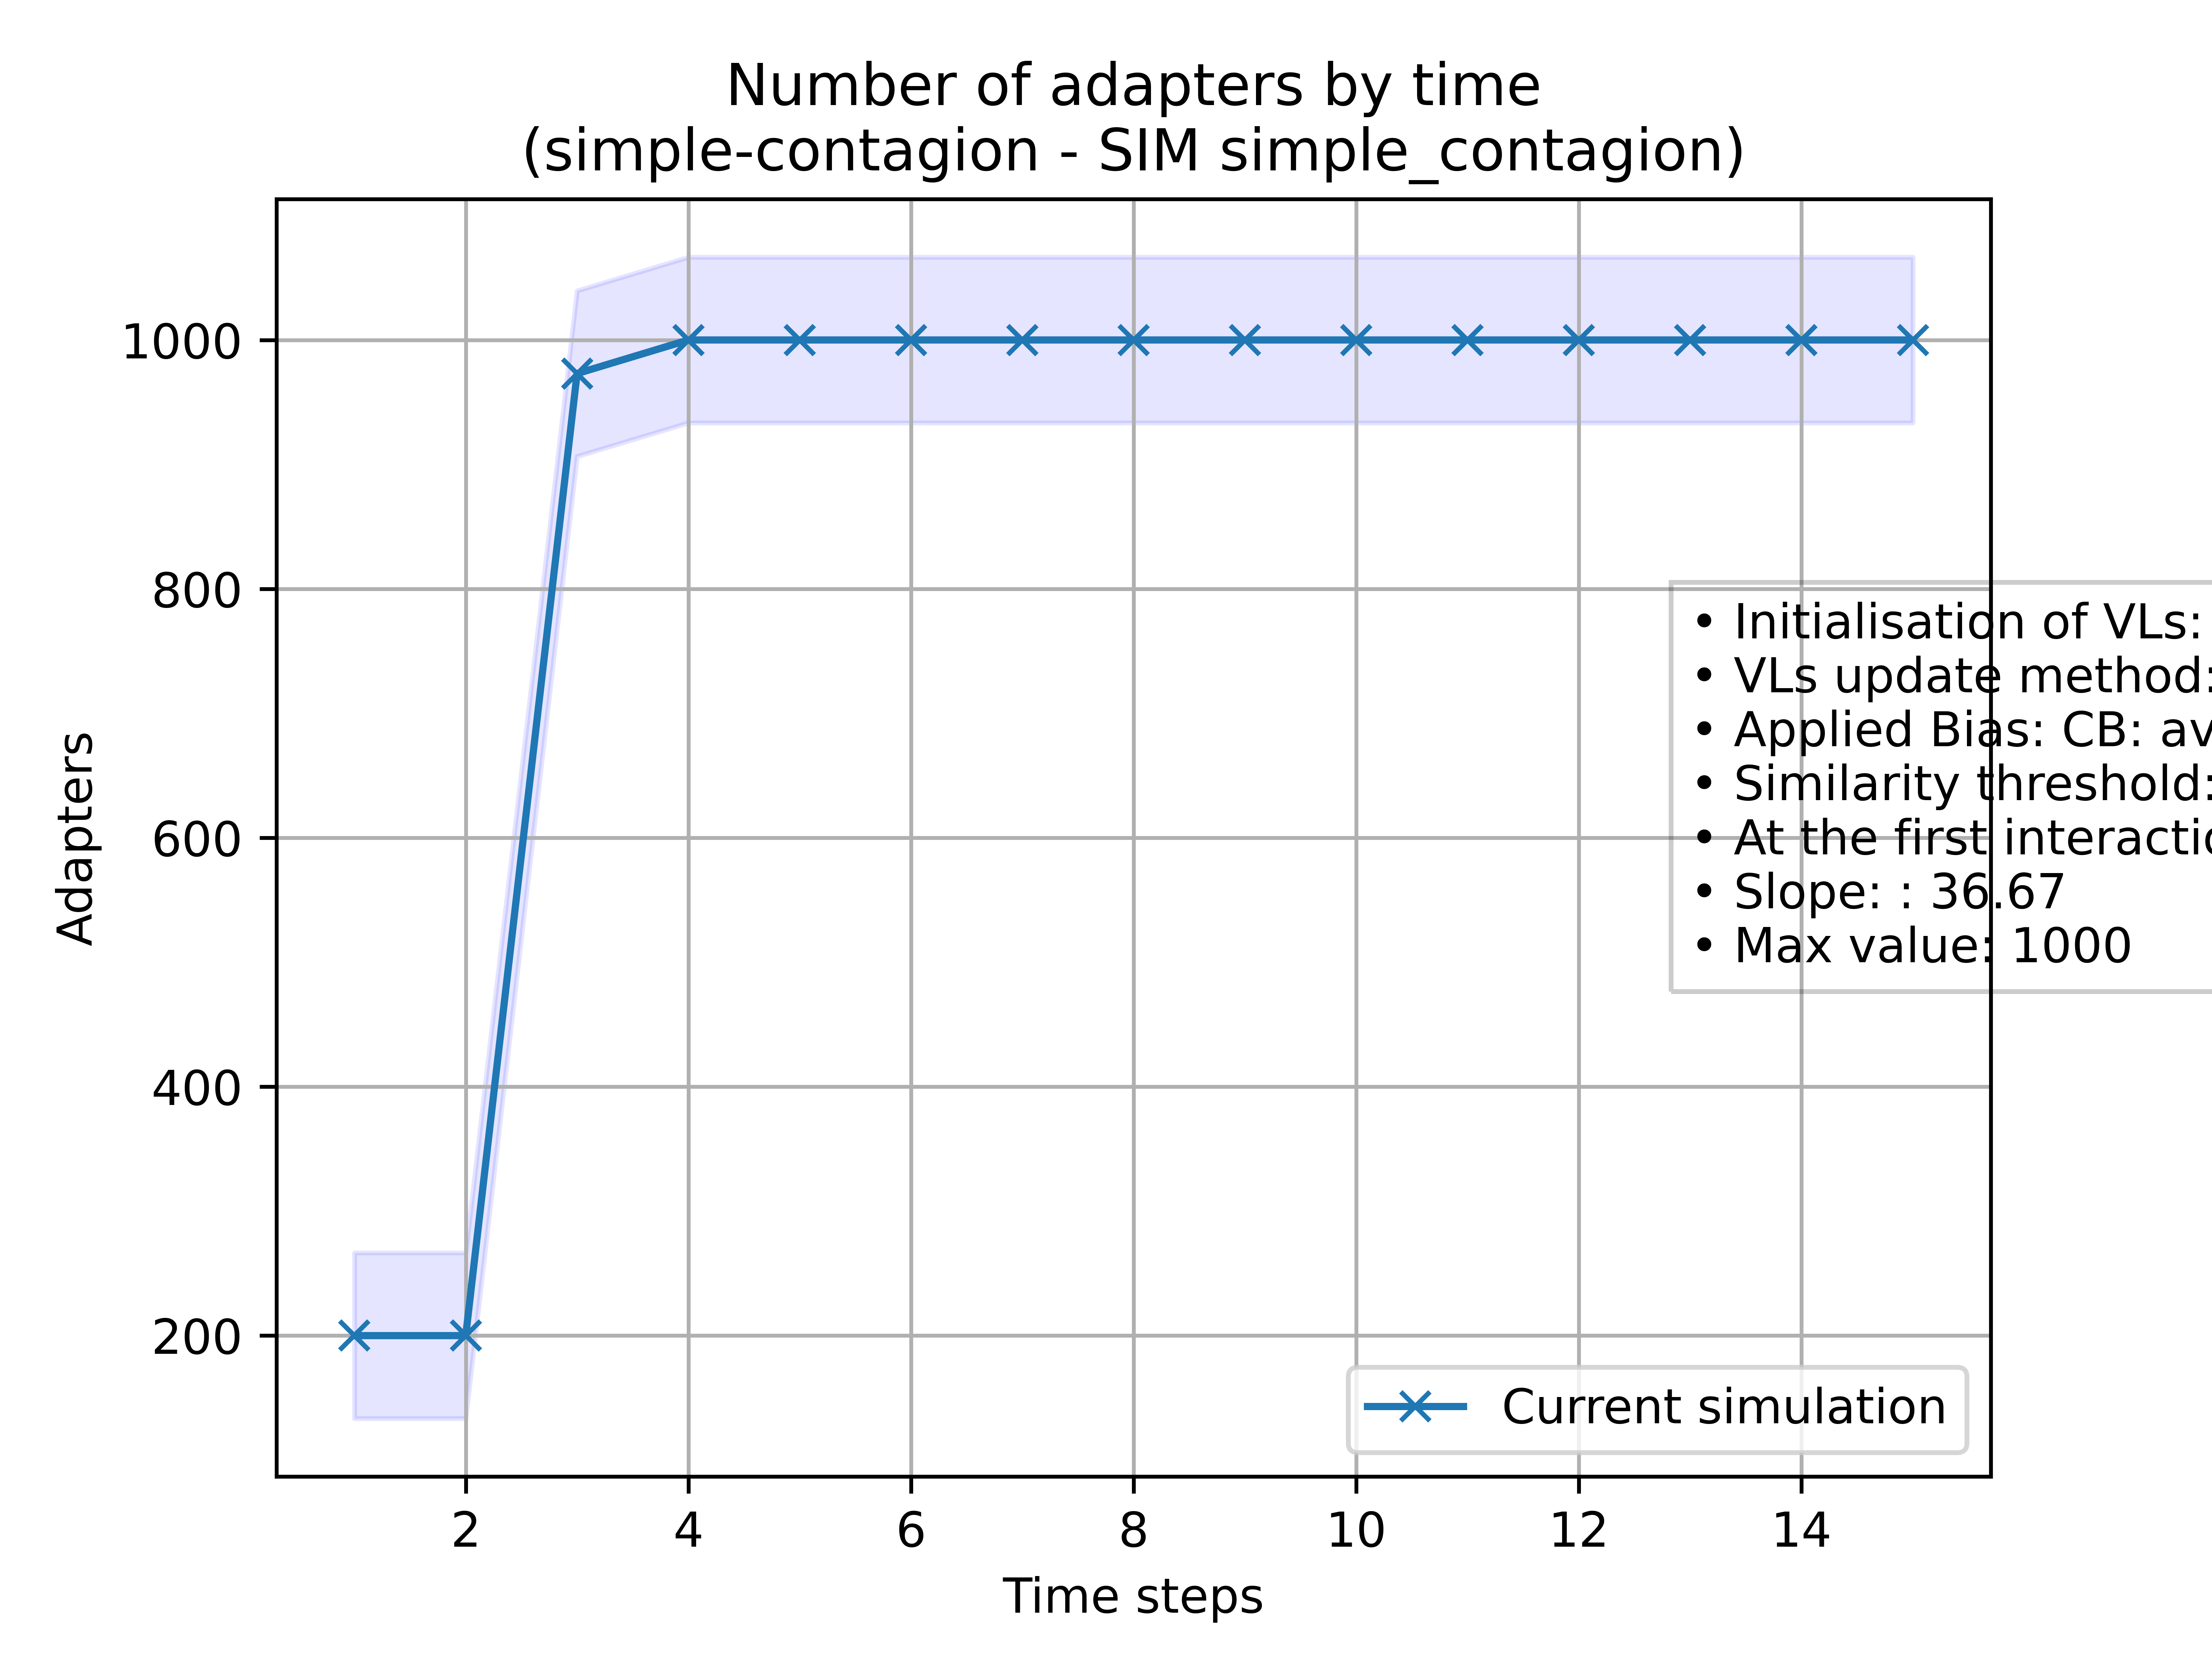 Number of adapters by time
(simple-contagion - SIM simple_contagion)
1000
800
600
400
200
Adapters
• Initialisation of VLs:
• VLs update method:
• Applied Bias: CB:
• Similarity threshold:
• At the first
• Slope: : 36.67
• Max value: 1000
Current simulation
2 4 6 8 10 12 14
Time steps